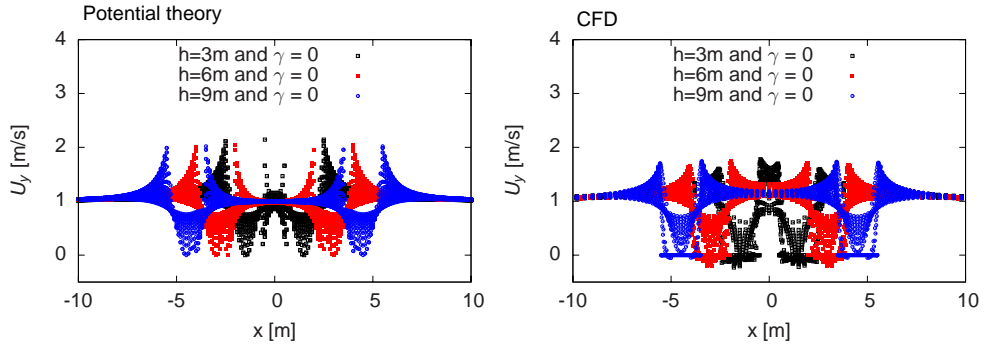 Potential theory
h=3m and γ = 0
h=6m and γ = 0
h=9m and γ = 0
U_y [m/s]
4
3
2
1
0
-10 -5 0 5 10
x [m]
CFD
h=3m and γ = 0
h=6m and γ = 0
h=9m and γ = 0
U_y [m/s]
4
3
2
1
0
-10 -5 0 5 10
x [m]